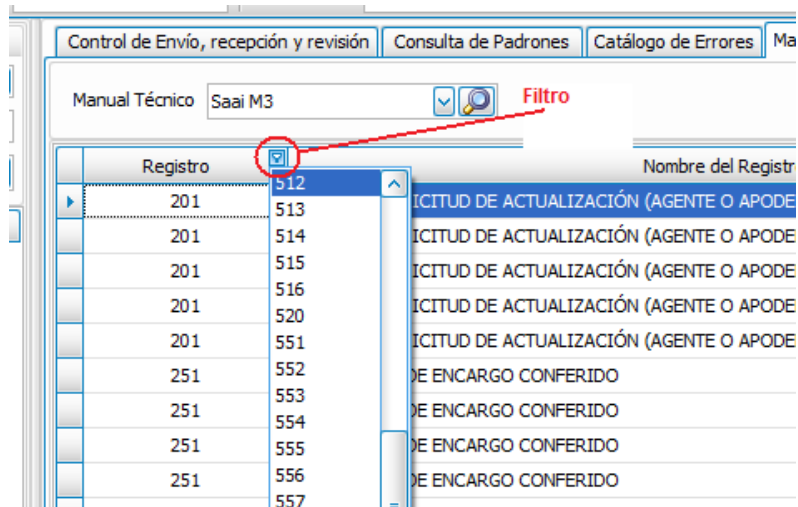 Control de Envío, recepción y revisión Consulta de Padrones Catálogo de Errores Ma
Manual Técnico Saai M3 Filtro
Registro Nombre del Registr
201 512 ICITUD DE ACTUALIZACIÓN (AGENTE O APODE
513
201 514 ICITUD DE ACTUALIZACIÓN (AGENTE O APODE
201 515 ICITUD DE ACTUALIZACIÓN (AGENTE O APODE
516
201 520 ICITUD DE ACTUALIZACIÓN (AGENTE O APODE
201 551 ICITUD DE ACTUALIZACIÓN (AGENTE O APODE
251 552 DE ENCARGO CONFERIDO
553
251 554 DE ENCARGO CONFERIDO
251 555 DE ENCARGO CONFERIDO
251 556 DE ENCARGO CONFERIDO
557